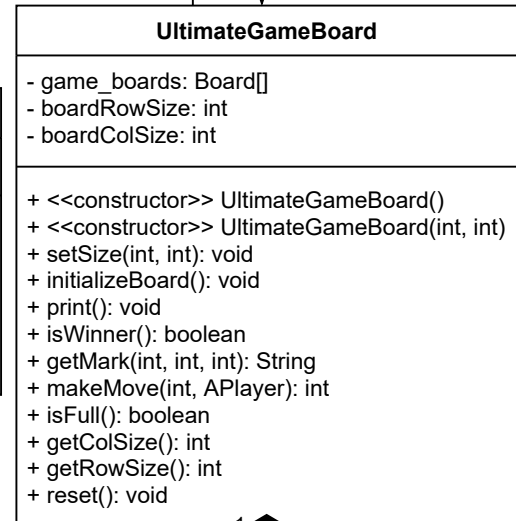 UltimateGameBoard
- game_boards: Board[]
- boardRowSize: int
- boardColSize: int
+ <<constructor>> UltimateGameBoard()
+ <<constructor>> UltimateGameBoard(int, int)
+ setSize(int, int): void
+ initializeBoard(): void
+ print(): void
+ isWinner(): boolean
+ getMark(int, int, int): String
+ makeMove(int, APlayer): int
+ isFull(): boolean
+ getColSize(): int
+ getRowSize(): int
+ reset(): void